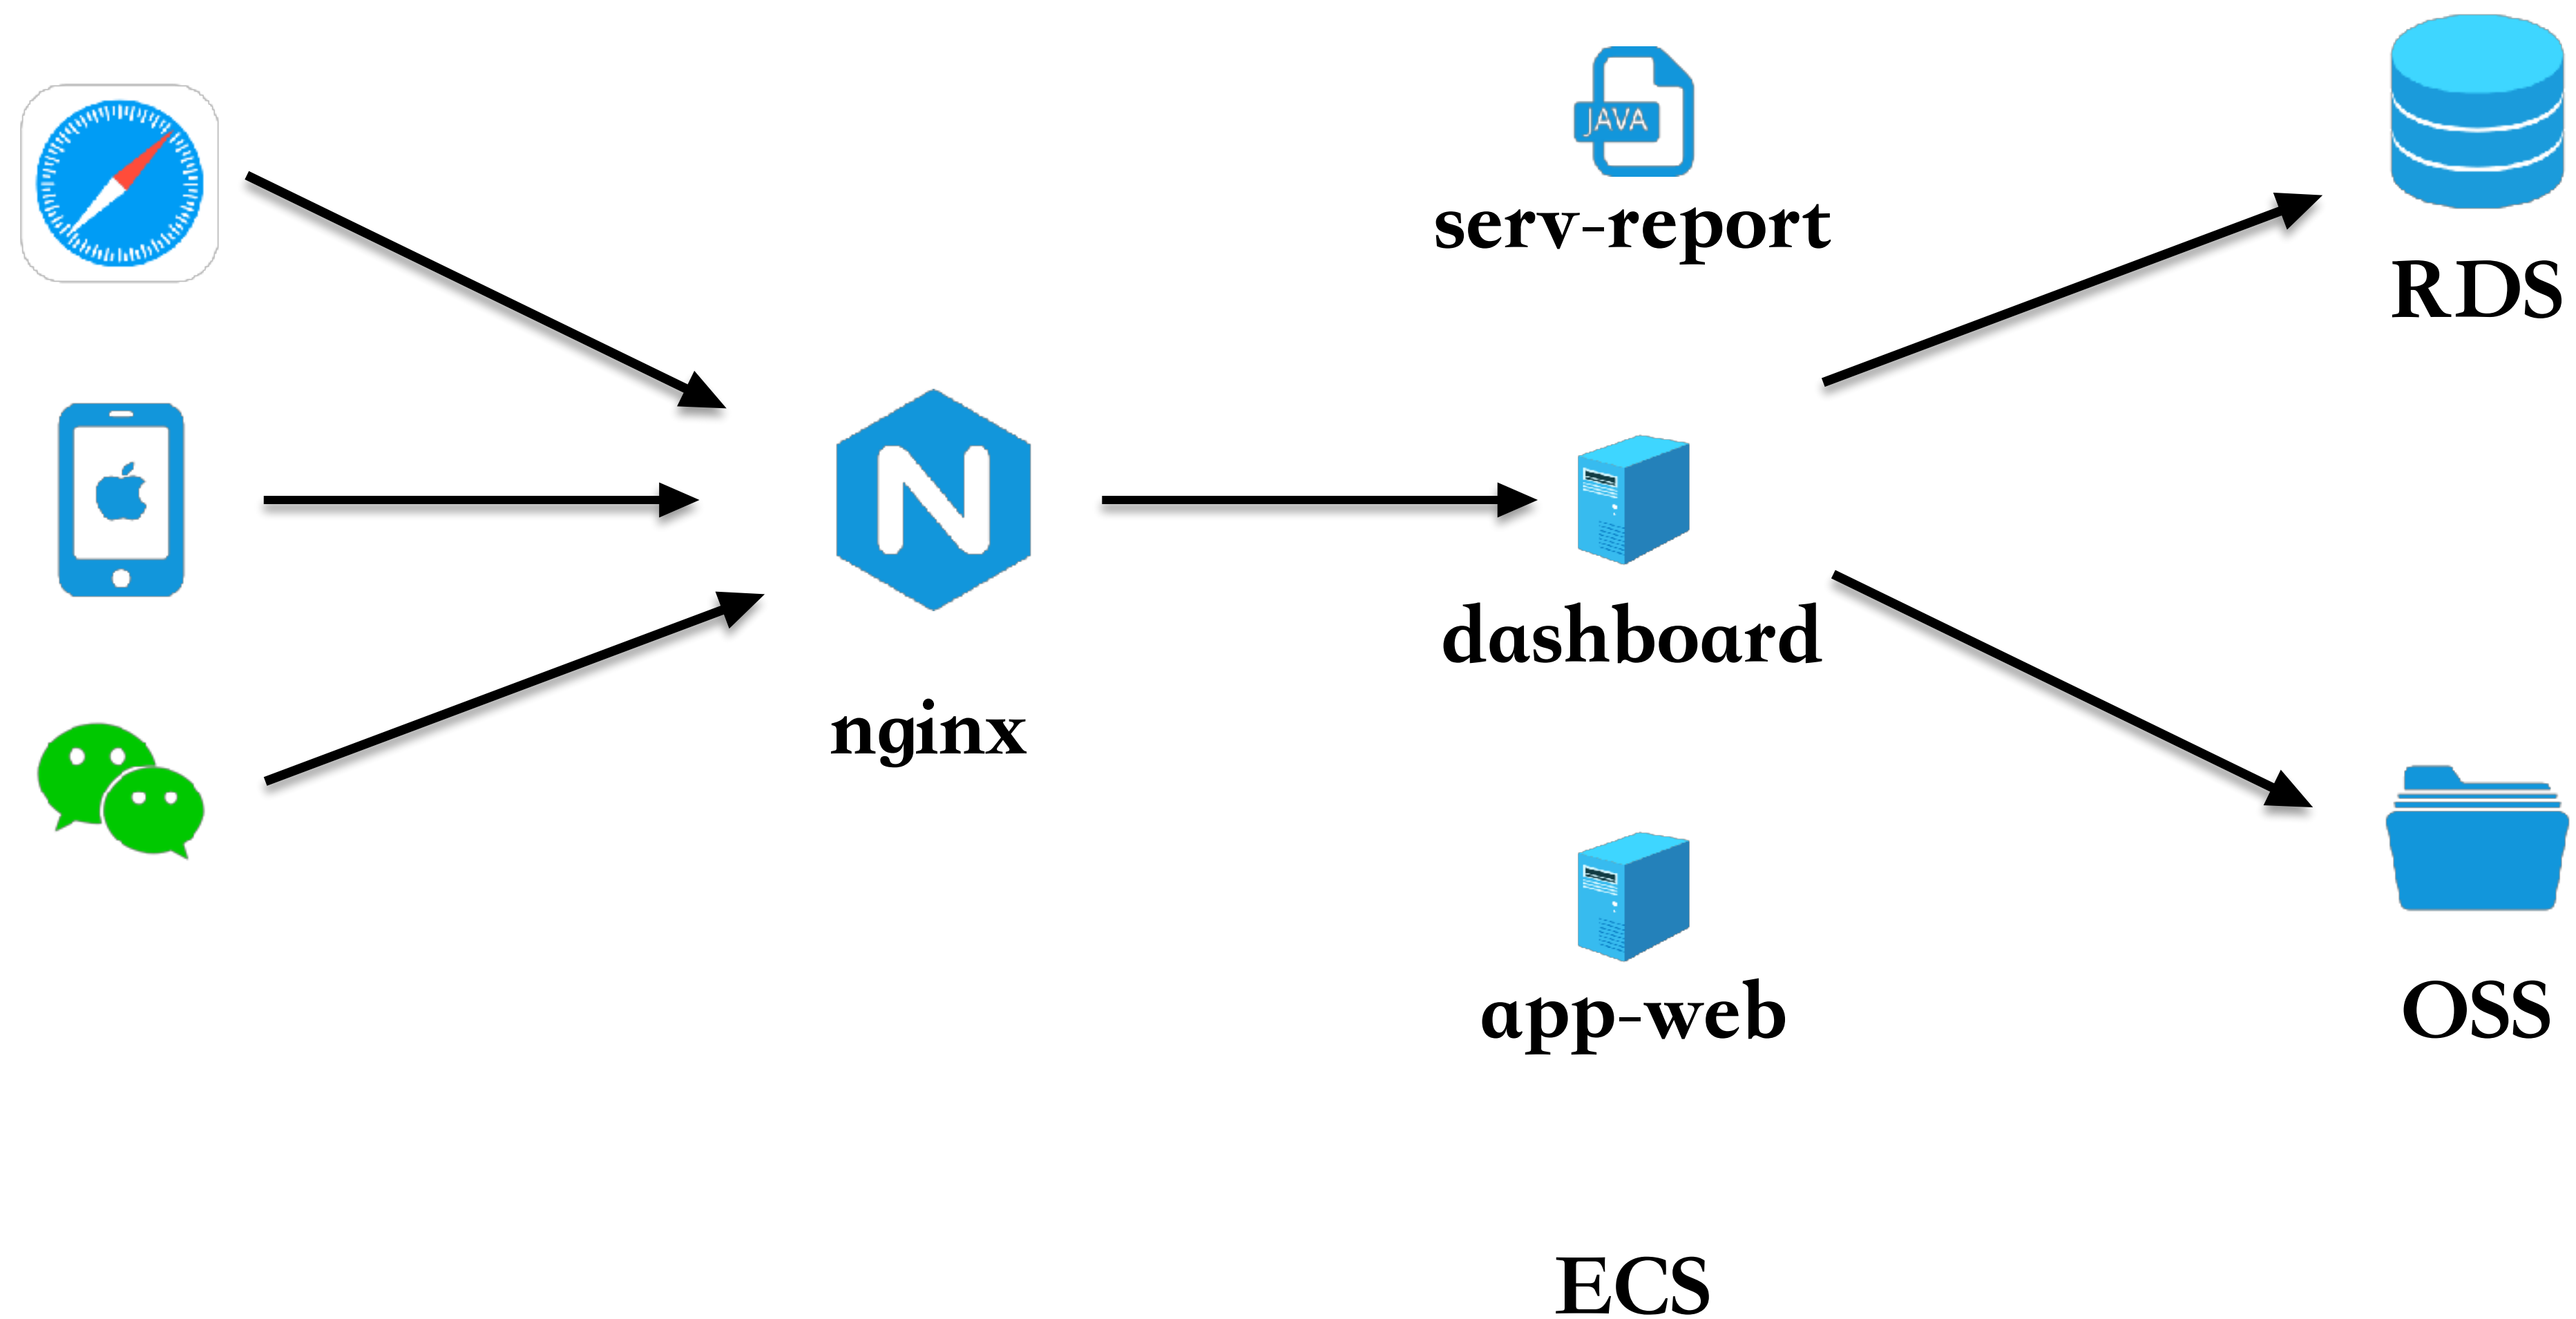 JAVA
serv-report
RDS
dashboard
nginx
app-web
OSS
ECS